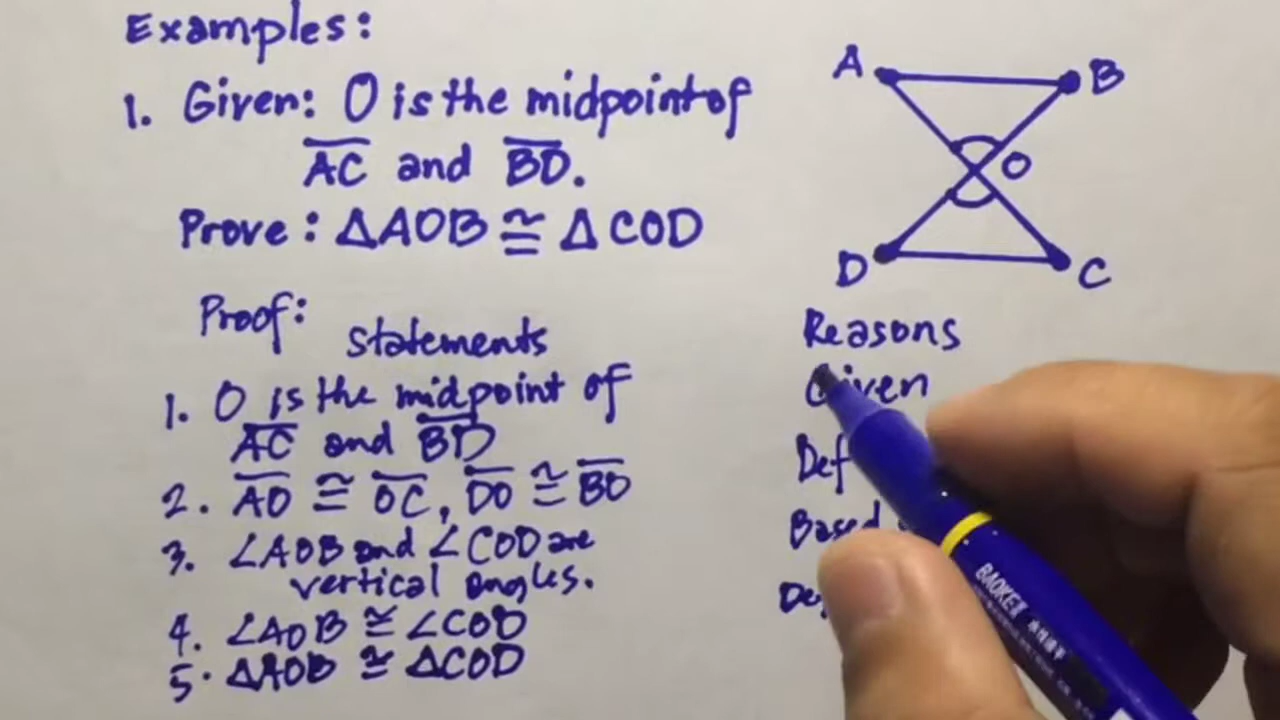 Examples:
1. Given: O is the midpoint of
AC and BD.
Prove: ΔAOB ≅ ΔCOD
A
B
O
D
C
Proof:
statements
Reasons
1. O is the midpoint of
AC and BD
Given
2. AO ≅ OC, DO ≅ BO
Def
3. ∠AOB and ∠COD are
vertical angles.
Based
4. ∠AOB ≅ ∠COD
5. ΔAOB ≅ ΔCOD
BAOKE